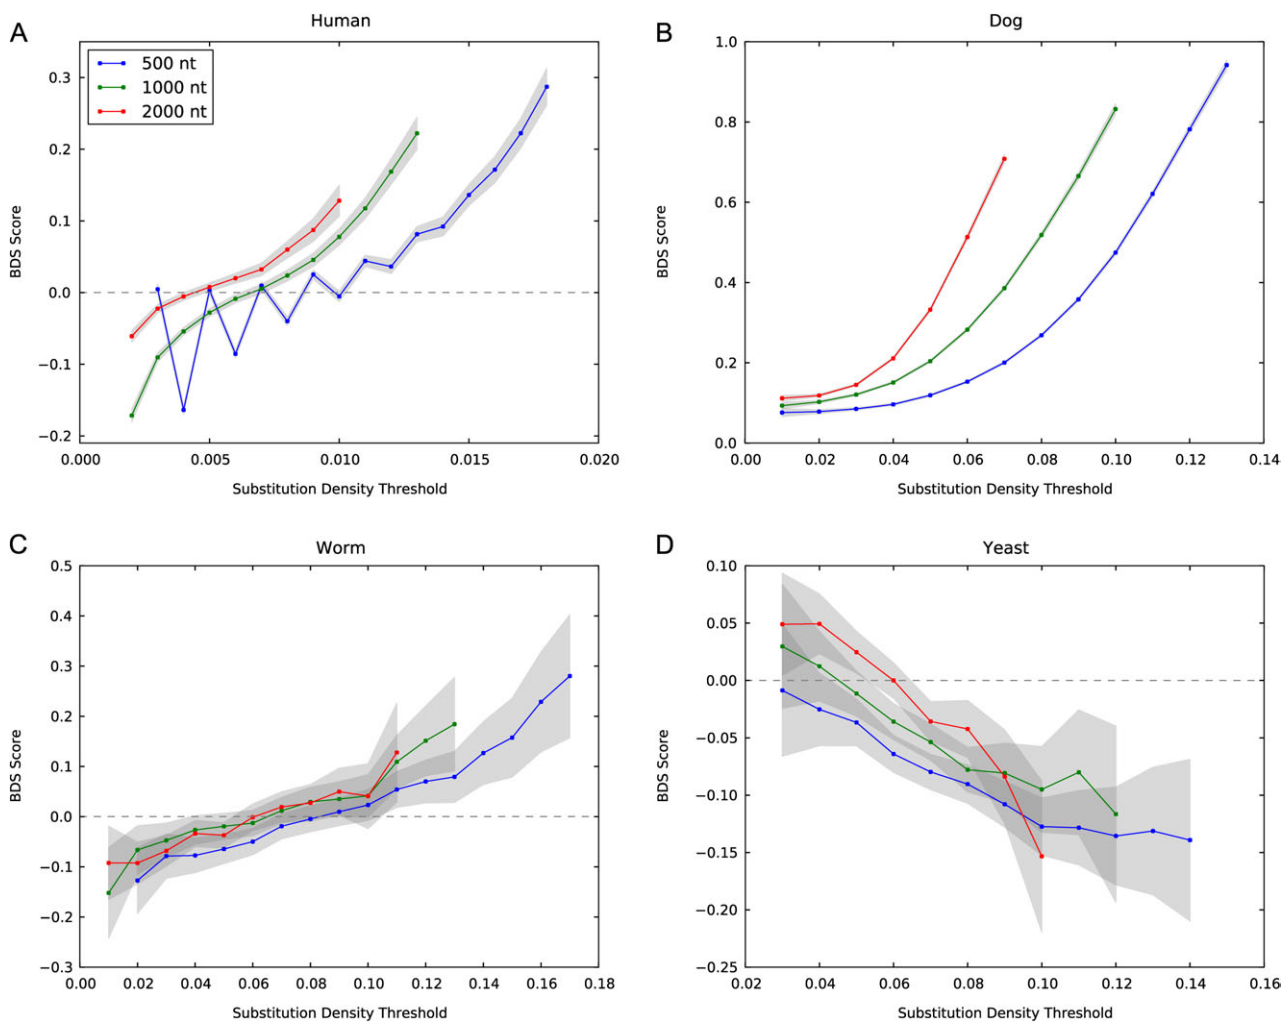 A
Human
500 nt
1000 nt
2000 nt
0.3
0.2
0.1
0.0
−0.1
−0.2
BDS Score
0.000 0.005 0.010 0.015 0.020
Substitution Density Threshold
B
Dog
1.0
0.8
0.6
0.4
0.2
0.0
BDS Score
0.00 0.02 0.04 0.06 0.08 0.10 0.12 0.14
Substitution Density Threshold
C
Worm
0.5
0.4
0.3
0.2
0.1
0.0
−0.1
−0.2
−0.3
BDS Score
0.00 0.02 0.04 0.06 0.08 0.10 0.12 0.14 0.16 0.18
Substitution Density Threshold
D
Yeast
0.10
0.05
0.00
−0.05
−0.10
−0.15
−0.20
−0.25
BDS Score
0.02 0.04 0.06 0.08 0.10 0.12 0.14 0.16
Substitution Density Threshold